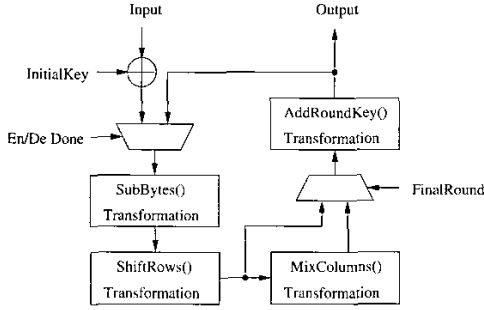 Input
Output
InitialKey
AddRoundKey()
Transformation
En/De Done
SubBytes()
Transformation
FinalRound
ShiftRows()
Transformation
MixColumns()
Transformation